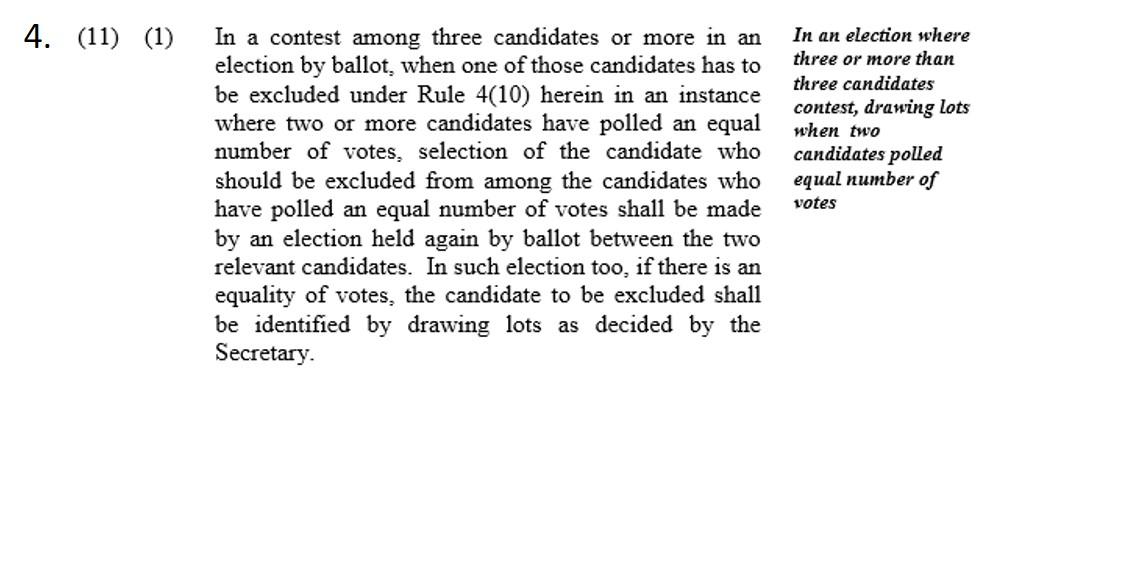 4. (11) (1) In a contest among three candidates or more in an
election by ballot, when one of those candidates has to
be excluded under Rule 4(10) herein in an instance
where two or more candidates have polled an equal
number of votes, selection of the candidate who
should be excluded from among the candidates who
have polled an equal number of votes shall be made
by an election held again by ballot between the two
relevant candidates. In such election too, if there is an
equality of votes, the candidate to be excluded shall
be identified by drawing lots as decided by the
Secretary.
In an election where
three or more than
three candidates
contest, drawing lots
when two
candidates polled
equal number of
votes